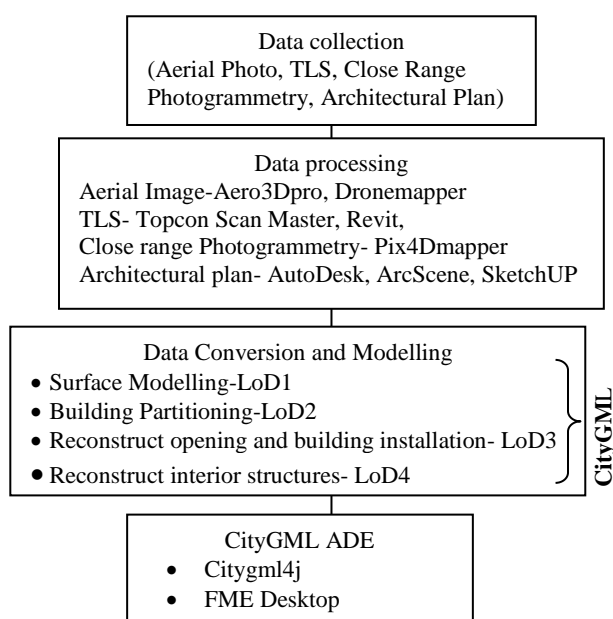 Data collection
(Aerial Photo, TLS, Close Range
Photogrammetry, Architectural Plan)
Data processing
Aerial Image-Aero3Dpro, Dronemapper
TLS- Topcon Scan Master, Revit,
Close range Photogrammetry- Pix4Dmapper
Architectural plan- AutoDesk, ArcScene, SketchUP
Data Conversion and Modelling
• Surface Modelling-LoD1
• Building Partitioning-LoD2
• Reconstruct opening and building installation- LoD3
• Reconstruct interior structures- LoD4
CityGML
CityGML ADE
• Citygml4j
• FME Desktop